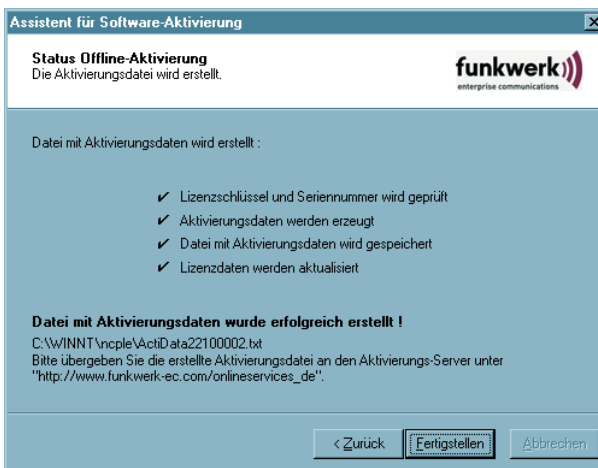 Assistent für Software-Aktivierung
Status Offline-Aktivierung
Die Aktivierungsdatei wird erstellt.
funkwerk
enterprise communications
Datei mit Aktivierungsdaten wird erstellt :
Lizenzschlüssel und Seriennummer wird geprüft
Aktivierungsdaten werden erzeugt
Datei mit Aktivierungsdaten wird gespeichert
Lizenzdaten werden aktualisiert
Datei mit Aktivierungsdaten wurde erfolgreich erstellt !
C:\WINNT\ncple\ActiData22100002.txt
Bitte übergeben Sie die erstellte Aktivierungsdatei an den Aktivierungs-Server unter
"http://www.funkwerk-ec.com/onlineservices_de".
< Zurück
Fertigstellen
Abbrechen